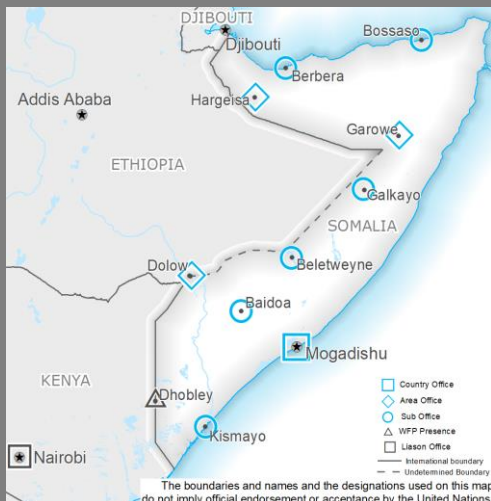 DJIBOUTI
Djibouti
Bossaso
Berbera
Addis Ababa
Hargeisa
Garowe
ETHIOPIA
Galkayo
SOMALIA
Dolow
Beletweyne
Baidoa
Mogadishu
KENYA
Dhobley
Kismayo
Nairobi
Country Office
Area Office
Sub Office
WFP Presence
Liason Office
International boundary
Undetermined Boundary
The boundaries and names and the designations used on this map
do not imply official endorsement or acceptance by the United Nations.